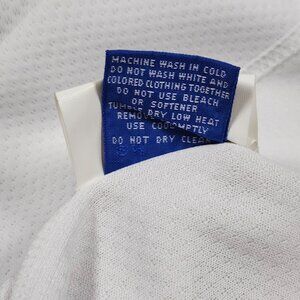 MACHINE WASH IN COLD
DO NOT WASH WHITE AND
COLORED CLOTHING TOGETHER
DO NOT USE BLEACH
OR SOFTENER
TUMBLE DRY LOW HEAT
REMOVE
USE
DO NOT DRY CLEAN